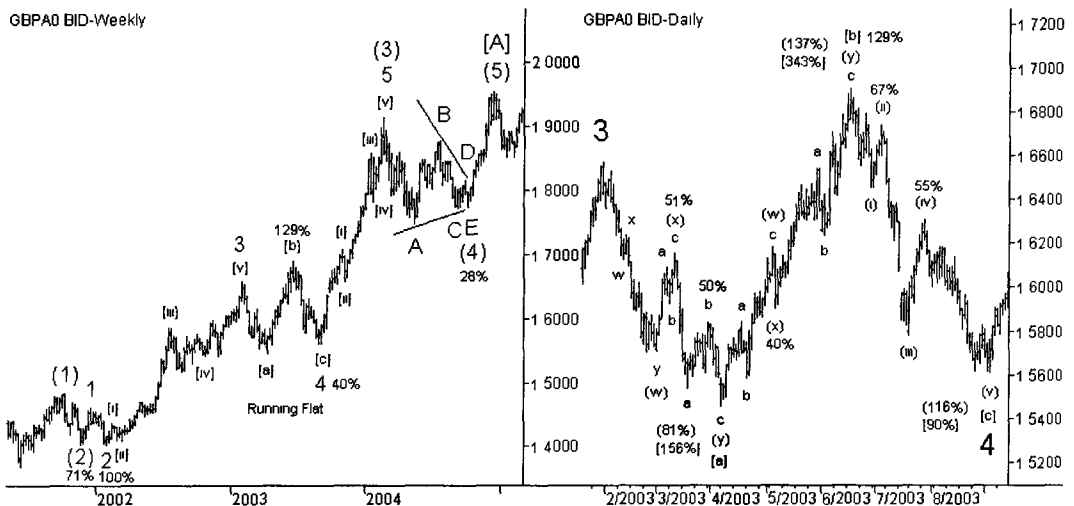 GBPA0 BID-Weekly
[A]
(5)
2 0000
(3)
5
[v]
[iii]
B
1 9000
D
[iv]
1 8000
A
C E
(4)
28%
3
[v]
129%
[b]
[i]
1 7000
[ii]
[iii]
1 6000
[iv]
[a]
[c]
4 40%
Running Flat
(1)
1
[i]
1 5000
(2)
2 [ii]
71% 100%
1 4000
2002
2003
2004
GBPA0 BID-Daily
1 7200
(137%)
[343%]
[b] 129%
(y)
c
1 7000
67%
(ii)
1 6800
3
a
1 6600
51%
(x)
c
a
x
w
b
(w)
c
(i)
55%
(iv)
1 6400
b
1 6200
50%
b
a
1 6000
(x)
40%
(iii)
1 5800
y
(w)
a
b
1 5600
(81%)
[156%]
c
(y)
[a]
(116%)
[90%]
(v)
[c]
4
1 5400
1 5200
2/2003 3/2003 4/2003 5/2003 6/2003 7/2003 8/2003